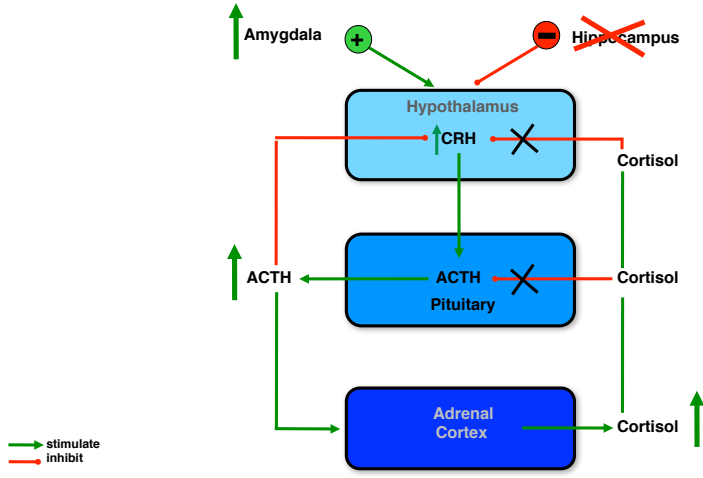 Amygdala
+
Hippocampus
Hypothalamus
CRH
Cortisol
ACTH
ACTH
Cortisol
Pituitary
Adrenal
Cortex
Cortisol
stimulate
inhibit